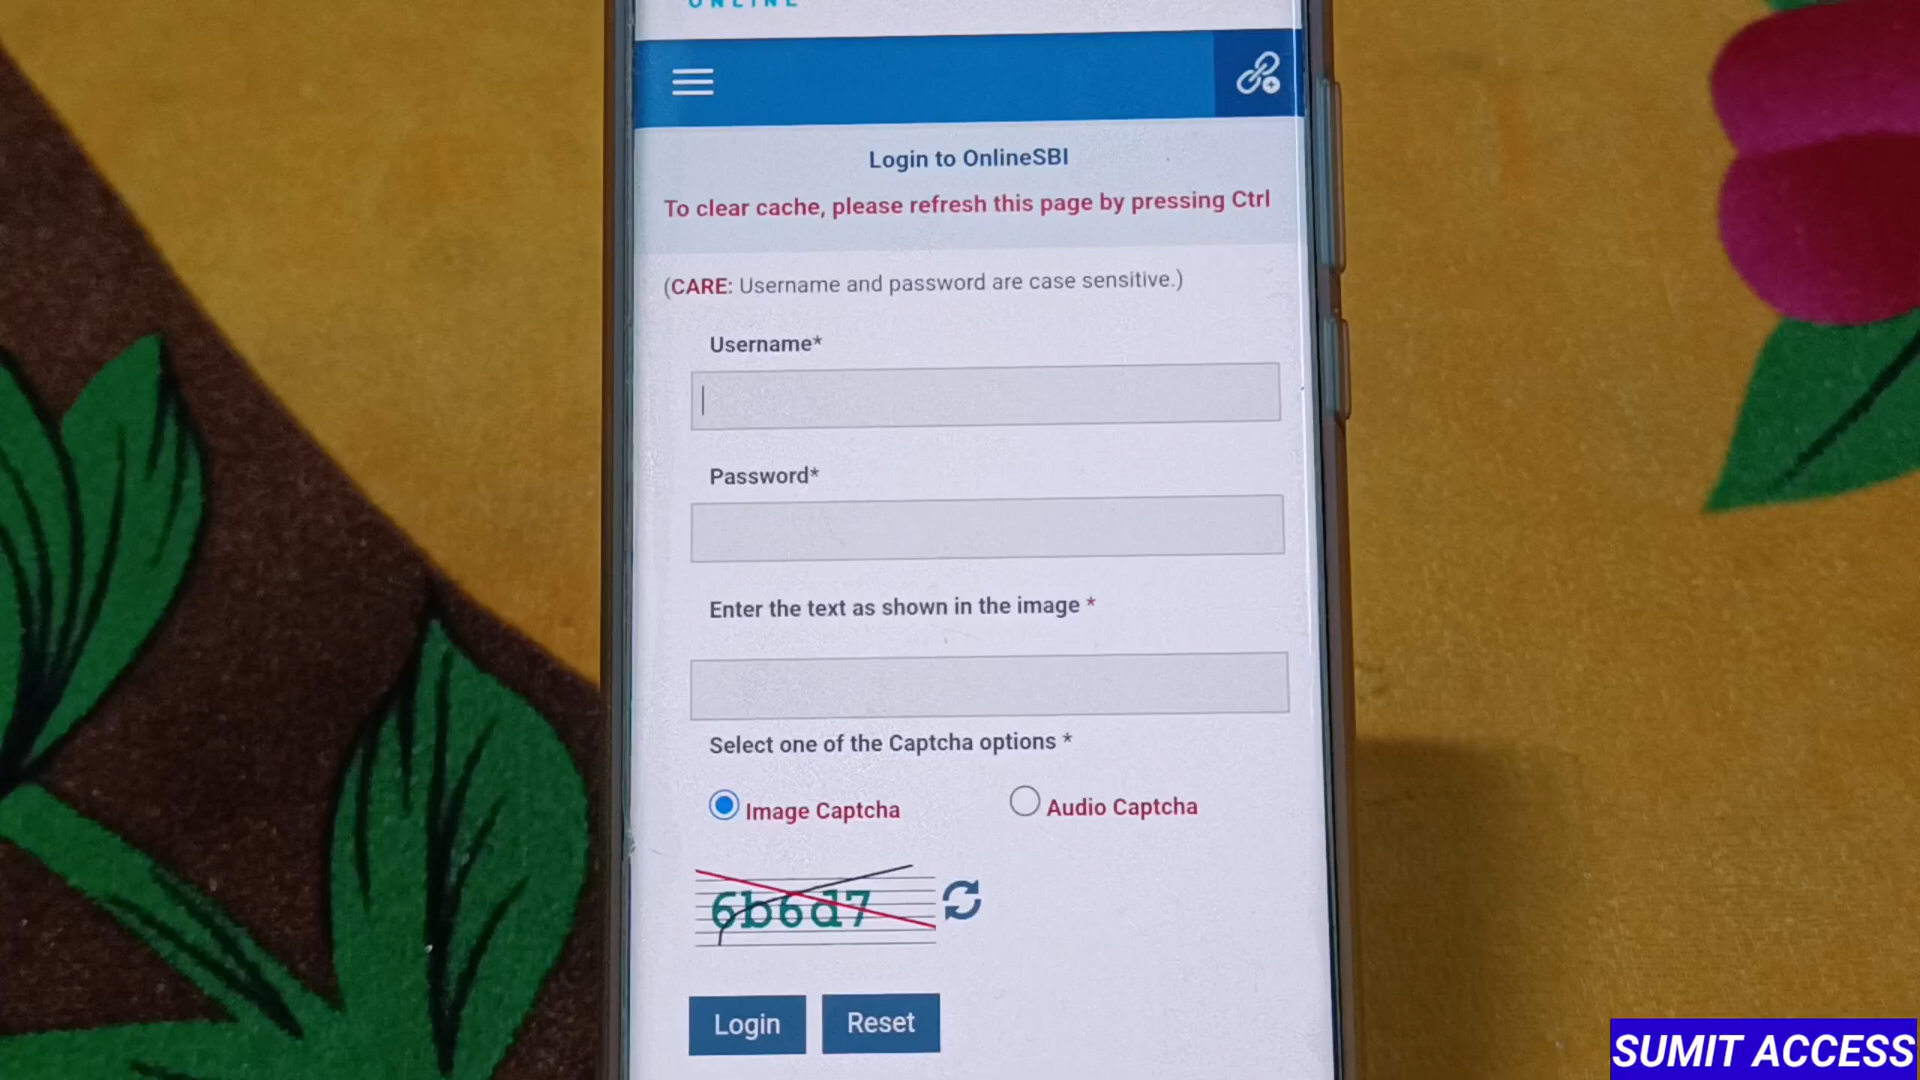 ONLINE
Login to OnlineSBI
To clear cache, please refresh this page by pressing Ctrl
(CARE: Username and password are case sensitive.)
Username*
Password*
Enter the text as shown in the image *
Select one of the Captcha options *
Image Captcha Audio Captcha
6b6d7
Login Reset
SUMIT ACCESS